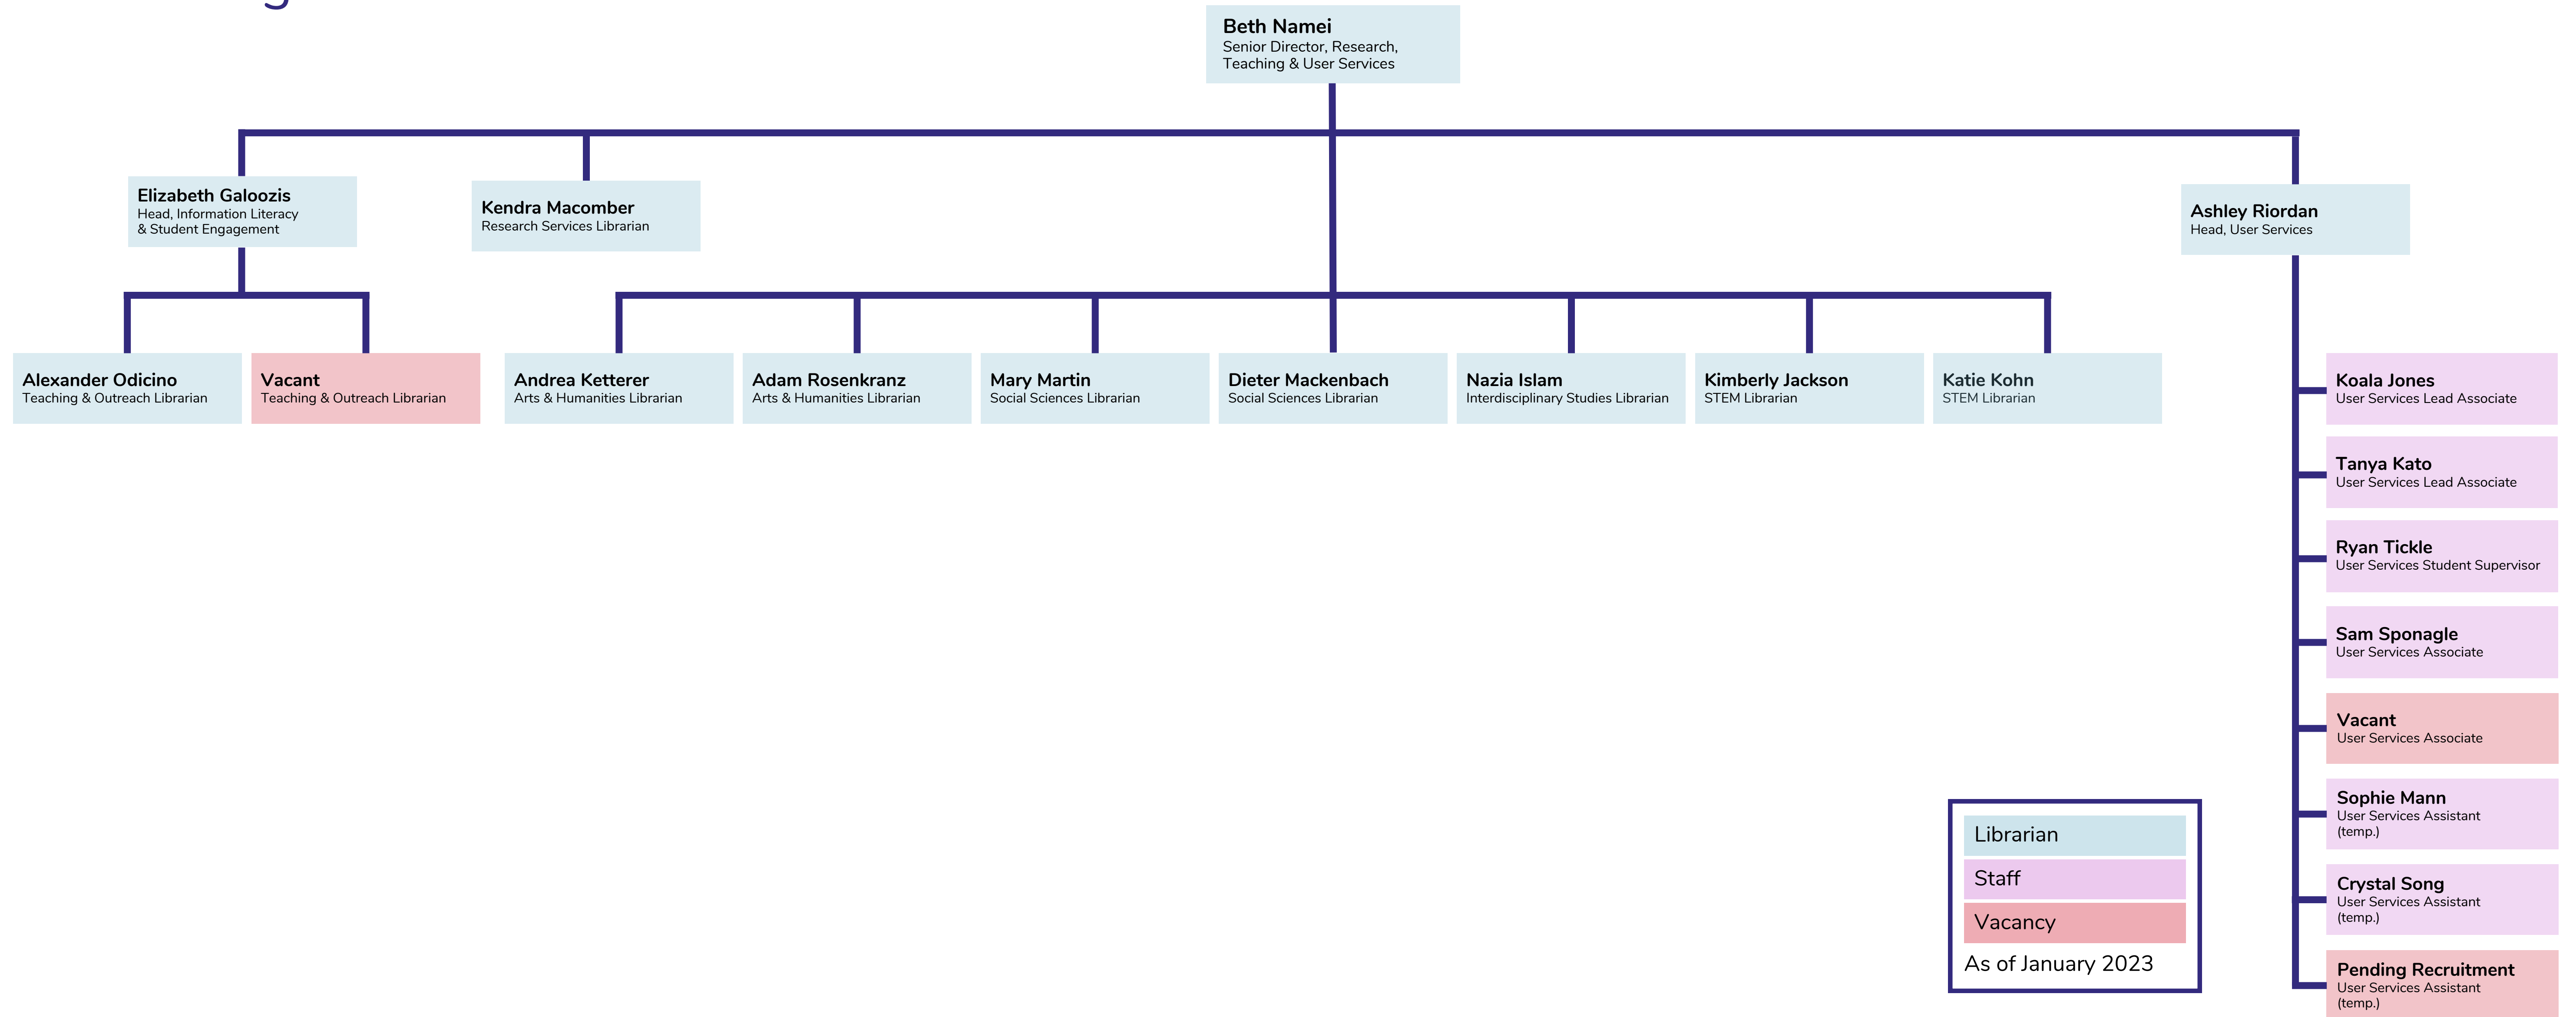 Beth Namei
Senior Director, Research,
Teaching & User Services
Elizabeth Galoozis
Head, Information Literacy
& Student Engagement
Kendra Macomber
Research Services Librarian
Ashley Riordan
Head, User Services
Alexander Odicino
Teaching & Outreach Librarian
Vacant
Teaching & Outreach Librarian
Andrea Ketterer
Arts & Humanities Librarian
Adam Rosenkranz
Arts & Humanities Librarian
Mary Martin
Social Sciences Librarian
Dieter Mackenbach
Social Sciences Librarian
Nazia Islam
Interdisciplinary Studies Librarian
Kimberly Jackson
STEM Librarian
Katie Kohn
STEM Librarian
Koala Jones
User Services Lead Associate
Tanya Kato
User Services Lead Associate
Ryan Tickle
User Services Student Supervisor
Sam Sponagle
User Services Associate
Vacant
User Services Associate
Sophie Mann
User Services Assistant
(temp.)
Crystal Song
User Services Assistant
(temp.)
Pending Recruitment
User Services Assistant
(temp.)
Librarian
Staff
Vacancy
As of January 2023